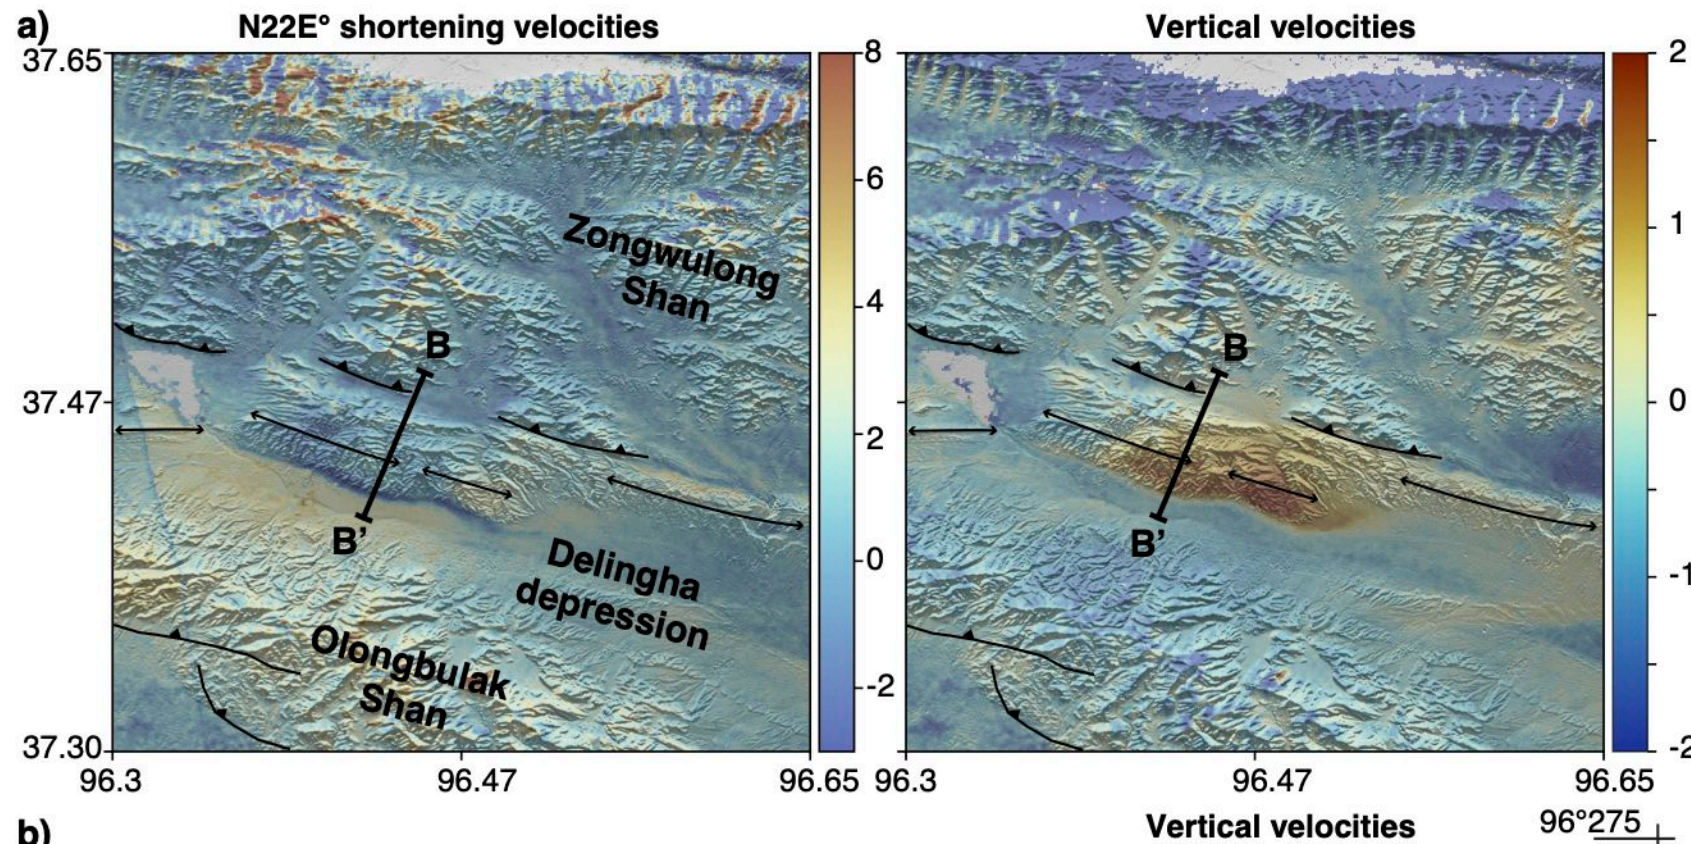 a)
N22E° shortening velocities
Vertical velocities
37.65
8
2
6
1
Zongwulong
Shan
4
B
B
37.47
0
2
B’
B’
Delingha
depression
0
-1
Olongbulak
Shan
-2
37.30
-2
96.3
96.47
96.65
96.3
96.47
96.65
b)
Vertical velocities
96°275